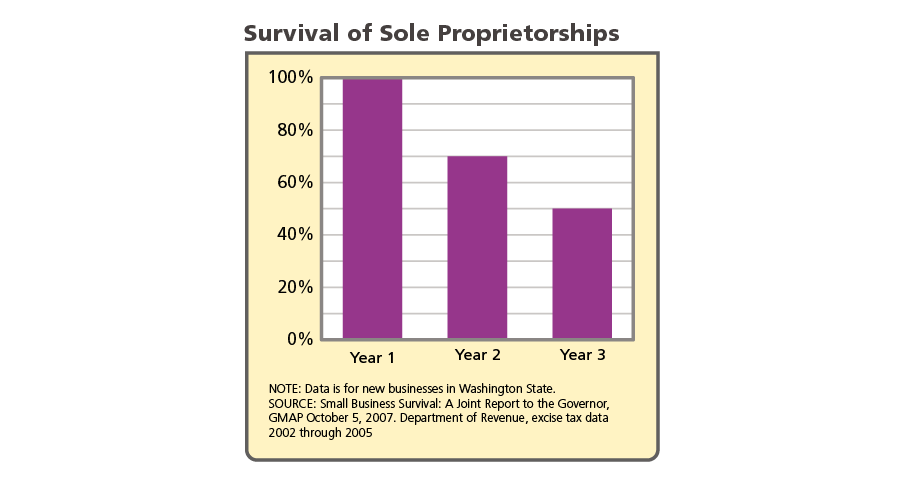 Survival of Sole Proprietorships
100%
80%
60%
40%
20%
0%
Year 1
Year 2
Year 3
NOTE: Data is for new businesses in Washington State.
SOURCE: Small Business Survival: A Joint Report to the Governor,
GMAP October 5, 2007. Department of Revenue, excise tax data
2002 through 2005